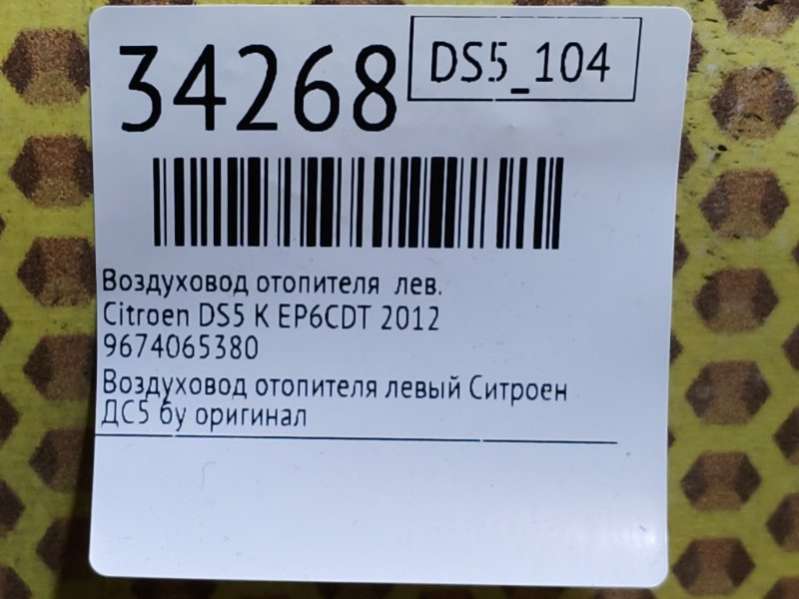 34268
DS5_104
Воздуховод отопителя лев.
Citroen DS5 K EP6CDT 2012
9674065380
Воздуховод отопителя левый Ситроен
ДС5 бу оригинал